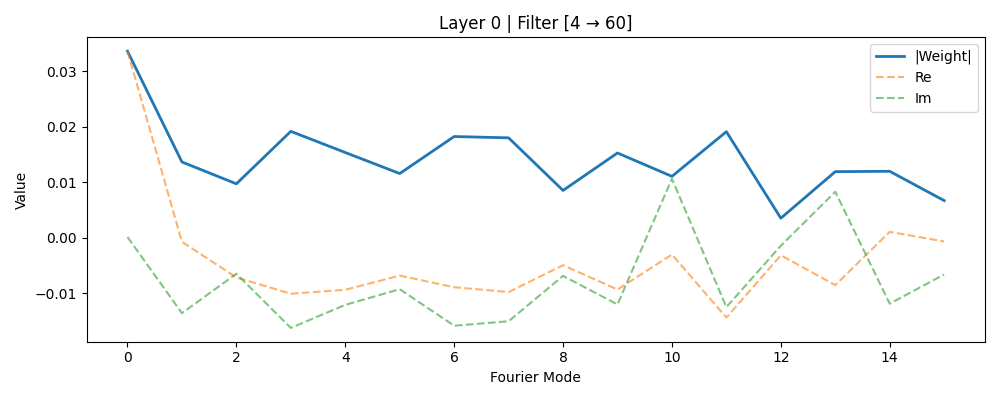 Layer 0 | Filter [4 → 60]
|Weight|
Re
Im
0.03
0.02
0.01
0.00
−0.01
Value
0 2 4 6 8 10 12 14
Fourier Mode